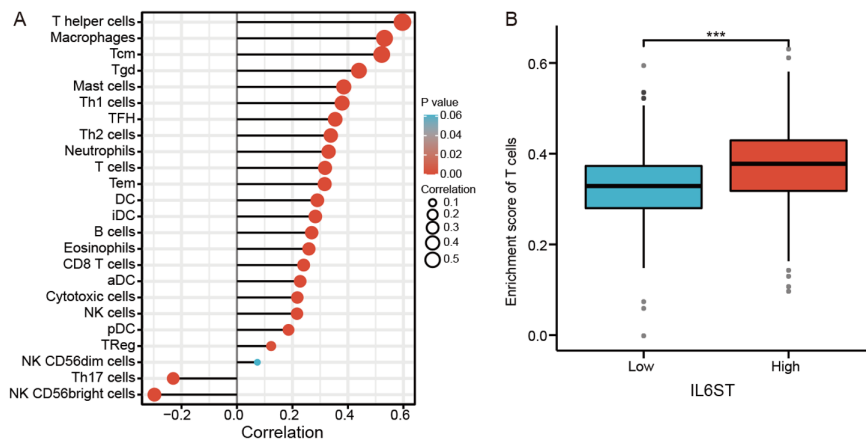 A
T helper cells
Macrophages
Tcm
Tgd
Mast cells
Th1 cells
TFH
Th2 cells
Neutrophils
T cells
Tem
DC
iDC
B cells
Eosinophils
CD8 T cells
aDC
Cytotoxic cells
NK cells
pDC
TReg
NK CD56dim cells
Th17 cells
NK CD56bright cells
−0.2 0.0 0.2 0.4 0.6
Correlation
P value
0.06
0.04
0.02
0.00
Correlation
0.1
0.2
0.3
0.4
0.5
B
***
Enrichment score of T cells
0.6
0.4
0.2
0.0
Low High
IL6ST